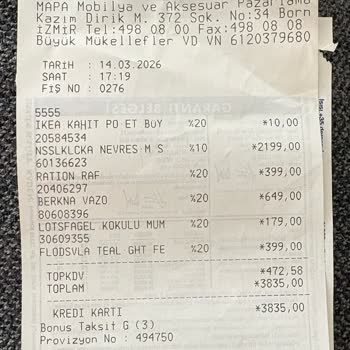 MAPA Mobilya ve Aksesuar Pazarlama
Kazım Dirik M. 372 Sok. No:34 Born
İZMİR Tel:498 08 00 Fax:498 08 08
Büyük Mükellefler VD VN 6120379680
TARİH : 14.03.2026
SAAT : 17:19
FİŞ NO : 0276
GARANTİ BELGESİ
5555
IKEA KAHIT PO ET BUY %20 *10,00
20584534
NSSLKLCKA NEVRES M S %10 *2199,00
60136623
RATION RAF %20 *399,00
20406297
BERKNA VAZO %20 *649,00
80608396
LOTSFAGEL KOKULU MUM %20 *179,00
30609355
FLODSVLA TEAL GHT FE %20 *399,00
TOPKDV *472,58
TOPLAM *3835,00
KREDİ KARTI *3835,00
Bonus Taksit G (3)
Provizyon No : 494750